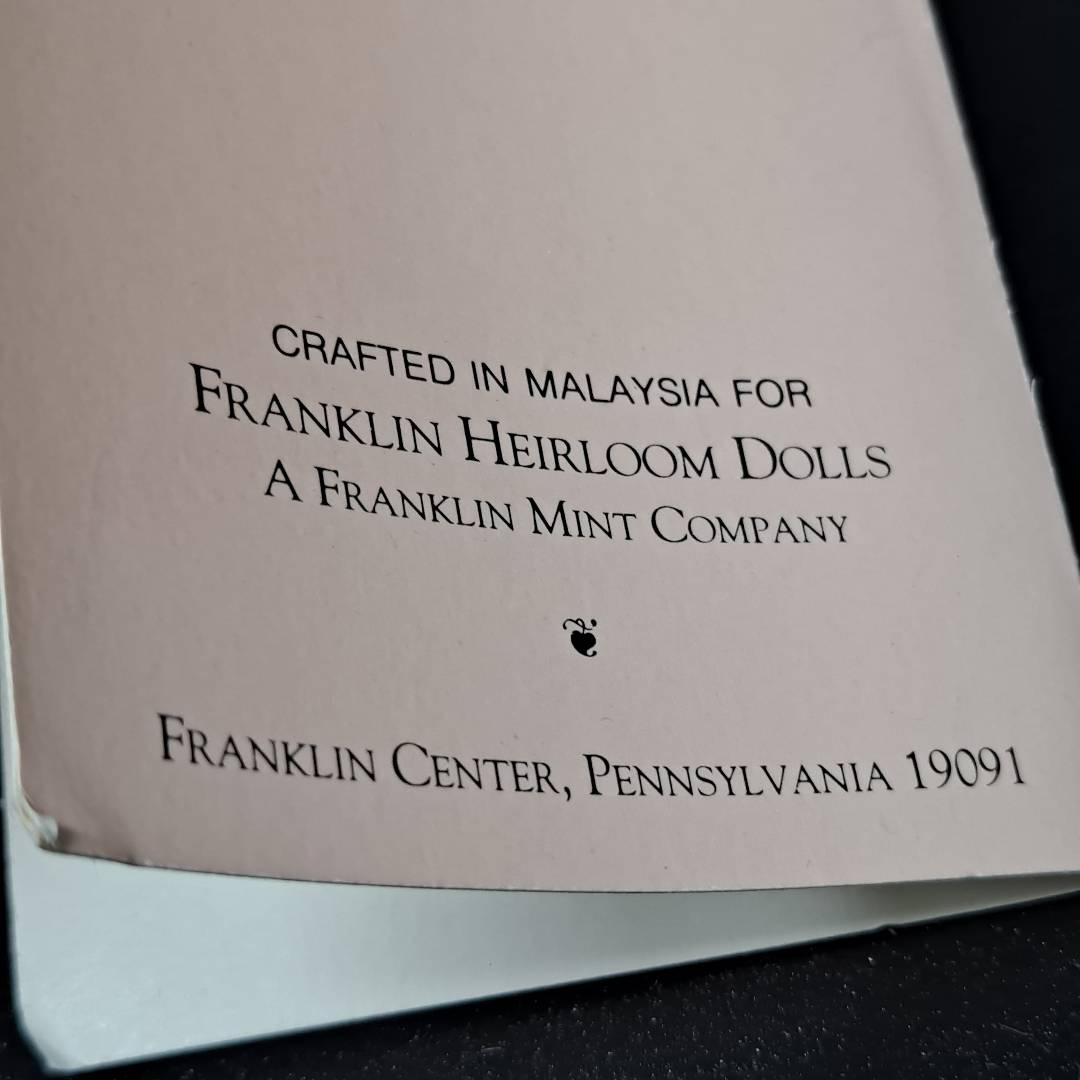 CRAFTED IN MALAYSIA FOR
FRANKLIN HEIRLOOM DOLLS
A FRANKLIN MINT COMPANY
FRANKLIN CENTER, PENNSYLVANIA 19091